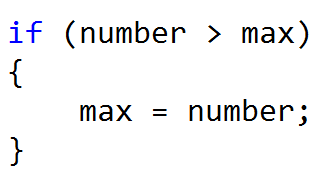 if (number > max)
{
    max = number;
}